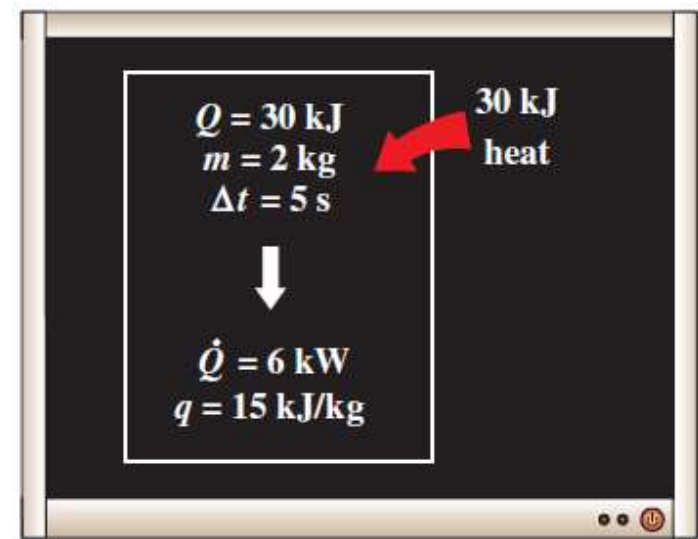 Q = 30 kJ
m = 2 kg
Δt = 5 s
Q̇ = 6 kW
q = 15 kJ/kg
30 kJ
heat